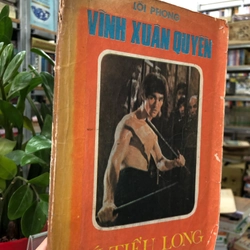 LÔI PHONG
VĨNH XUÂN QUYỀN
TIỂU LONG